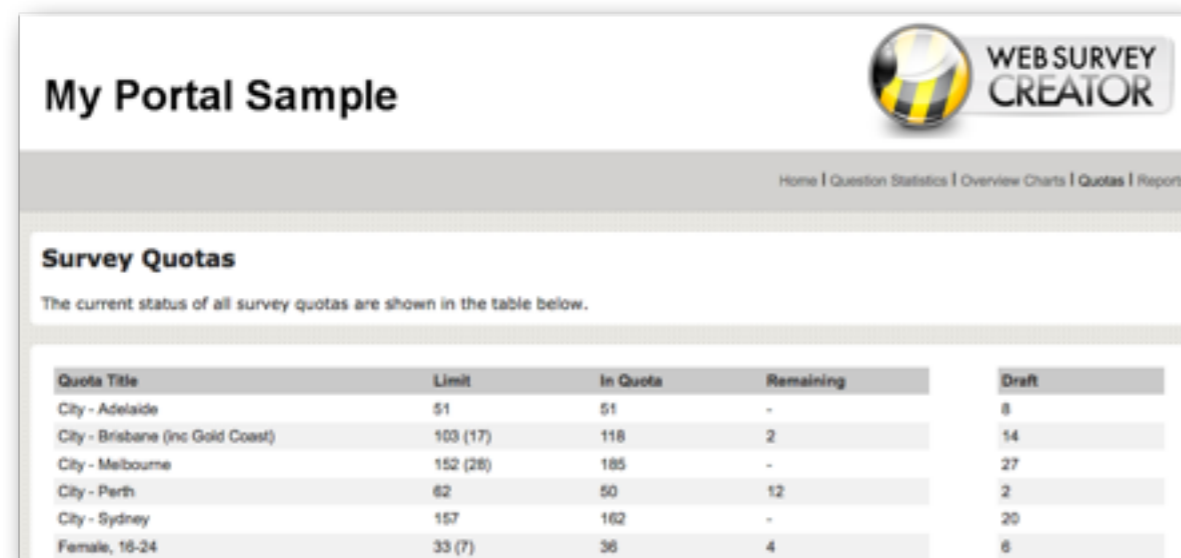 My Portal Sample
WEB SURVEY
CREATOR
Home | Question Statistics | Overview Charts | Quotas | Reports
Survey Quotas
The current status of all survey quotas are shown in the table below.
Quota Title Limit In Quota Remaining Draft
City - Adelaide 51 51 - 8
City - Brisbane (inc Gold Coast) 103 (17) 118 2 14
City - Melbourne 152 (28) 185 - 27
City - Perth 62 50 12 2
City - Sydney 157 162 - 20
Female, 16-24 33 (7) 36 4 6